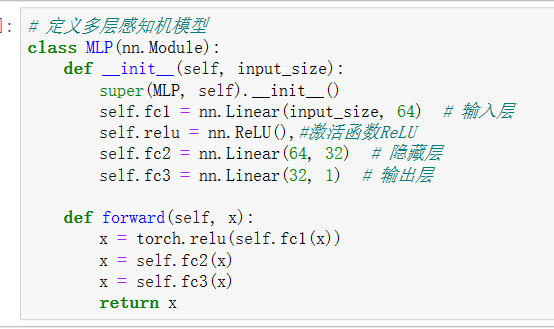 ]: # 定义多层感知机模型
class MLP(nn.Module):
    def __init__(self, input_size):
        super(MLP, self).__init__()
        self.fc1 = nn.Linear(input_size, 64)  # 输入层
        self.relu = nn.ReLU(),#激活函数ReLU
        self.fc2 = nn.Linear(64, 32)  # 隐藏层
        self.fc3 = nn.Linear(32, 1)  # 输出层

    def forward(self, x):
        x = torch.relu(self.fc1(x))
        x = self.fc2(x)
        x = self.fc3(x)
        return x